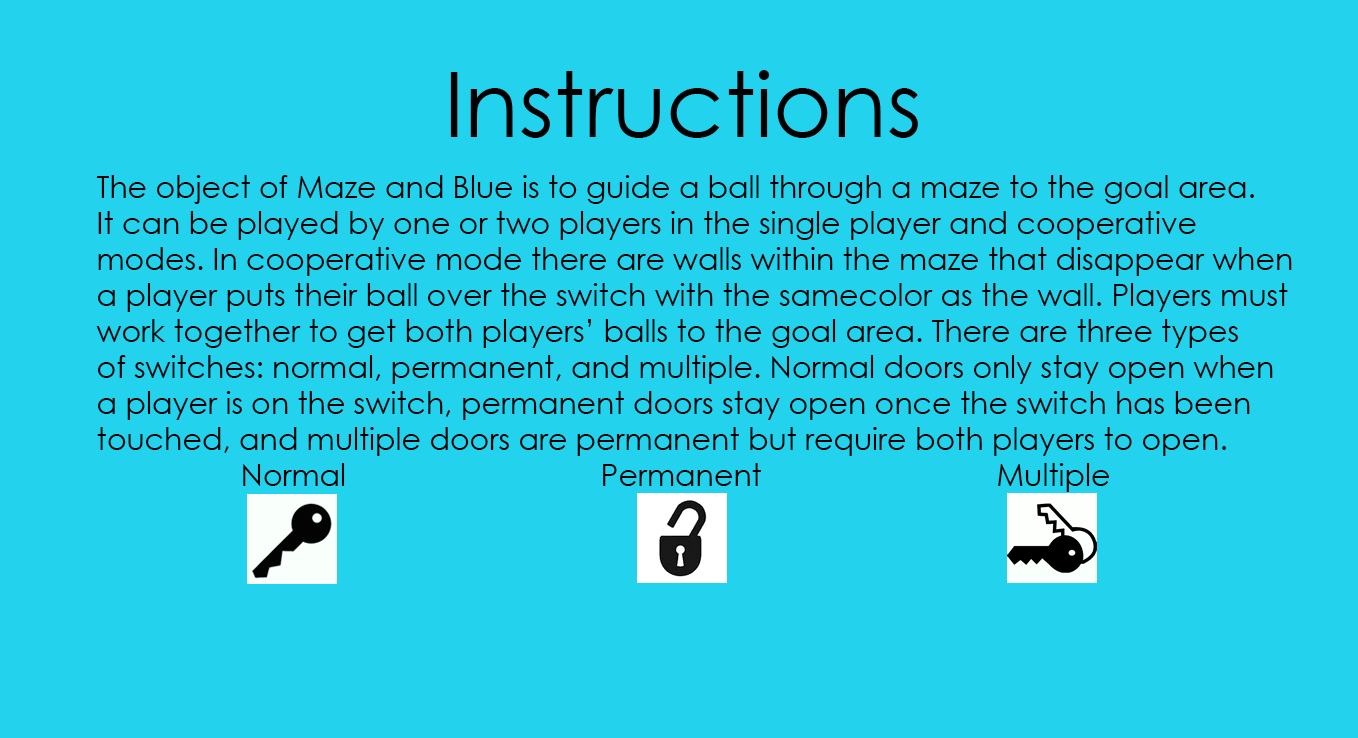 Instructions
The object of Maze and Blue is to guide a ball through a maze to the goal area.
It can be played by one or two players in the single player and cooperative
modes. In cooperative mode there are walls within the maze that disappear when
a player puts their ball over the switch with the samecolor as the wall. Players must
work together to get both players’ balls to the goal area. There are three types
of switches: normal, permanent, and multiple. Normal doors only stay open when
a player is on the switch, permanent doors stay open once the switch has been
touched, and multiple doors are permanent but require both players to open.
Normal Permanent Multiple